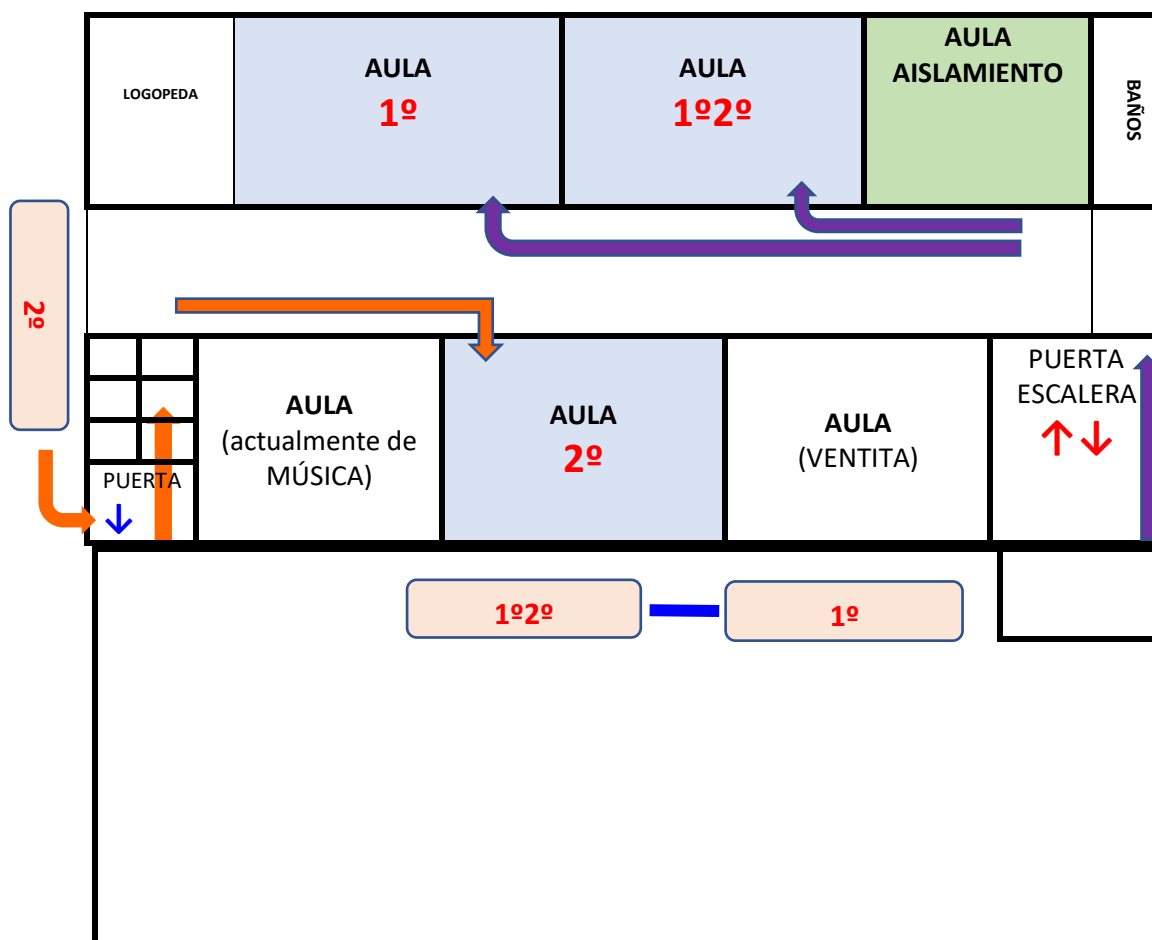 LOGOPEDA
AULA
1º
AULA
1º2º
AULA
AISLAMIENTO
BAÑOS
2º
PUERTA
AULA
(actualmente de
MÚSICA)
AULA
2º
AULA
(VENTITA)
PUERTA
ESCALERA
1º2º
1º